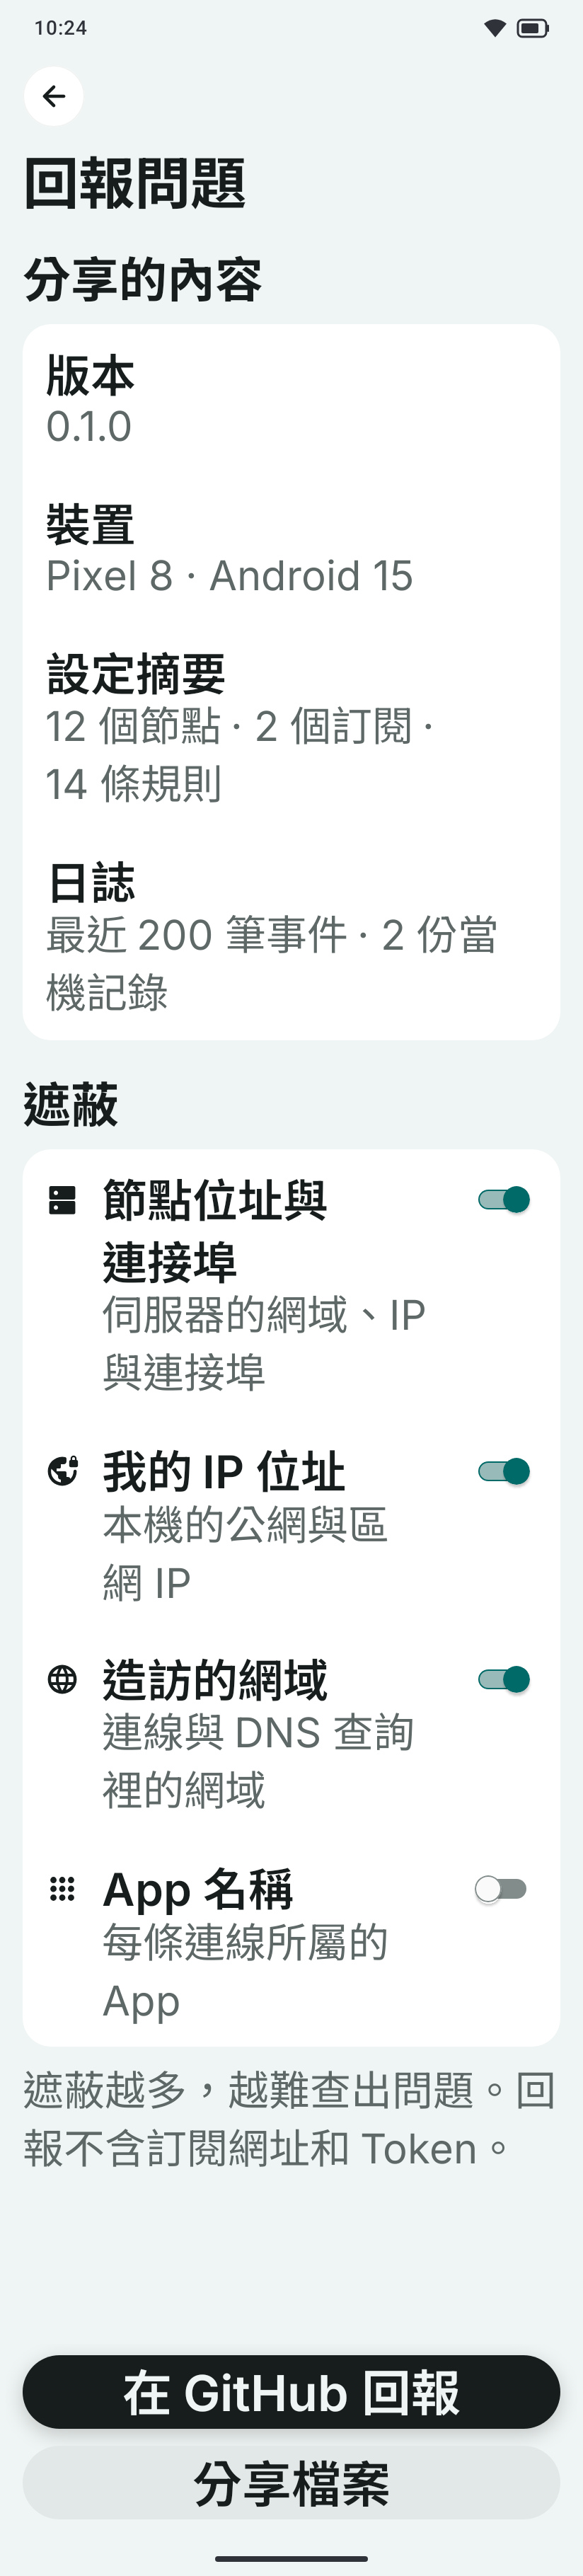 10:24
回報問題
分享的內容
版本
0.1.0
裝置
Pixel 8 · Android 15
設定摘要
12 個節點 · 2 個訂閱 ·
14 條規則
日誌
最近 200 筆事件 · 2 份當
機記錄
遮蔽
節點位址與
連接埠
伺服器的網域、IP
與連接埠
我的 IP 位址
本機的公網與區
網 IP
造訪的網域
連線與 DNS 查詢
裡的網域
App 名稱
每條連線所屬的
App
遮蔽越多，越難查出問題。回
報不含訂閱網址和 Token。
在 GitHub 回報
分享檔案